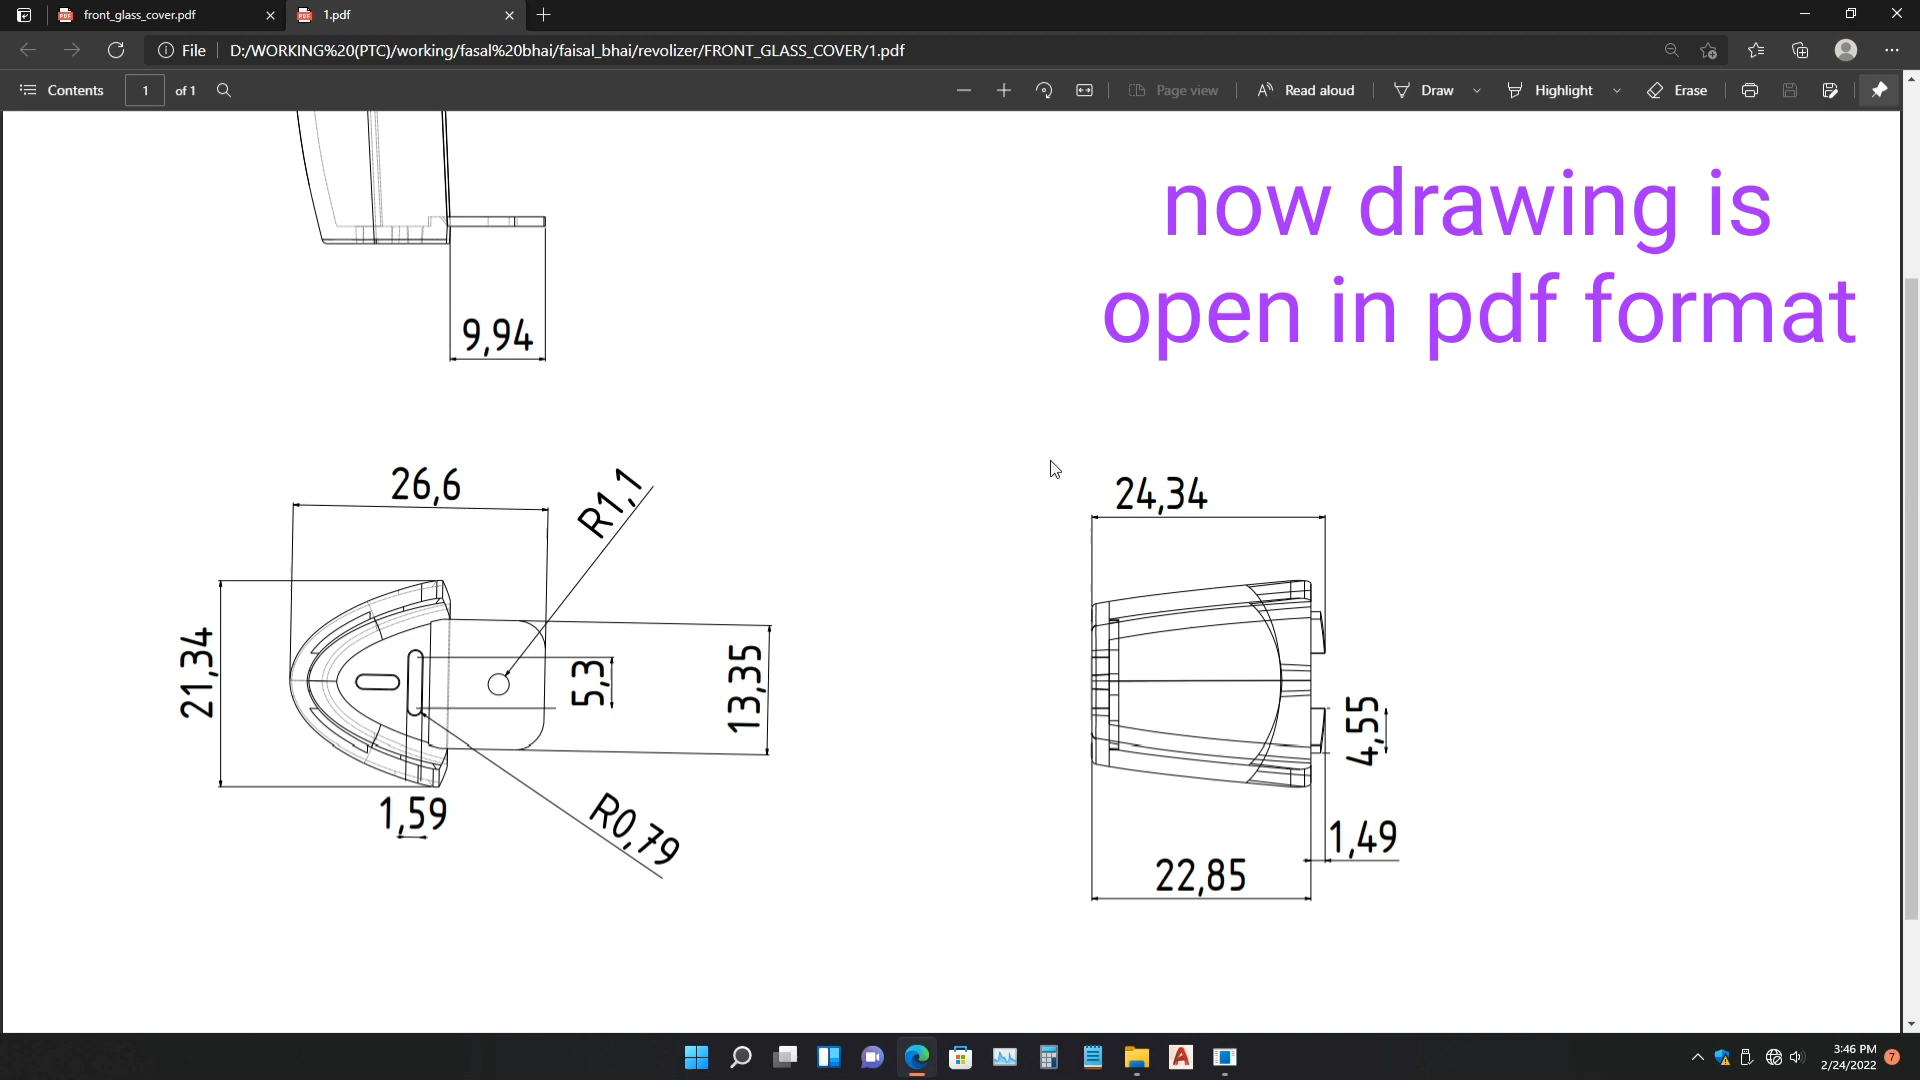 front_glass_cover.pdf
1.pdf
File
D:/WORKING%20(PTC)/working/fasal%20bhai/faisal_bhai/revolizer/FRONT_GLASS_COVER/1.pdf
Contents
1
of 1
Page view
Read aloud
Draw
Highlight
Erase
now drawing is
open in pdf format
9,94
26,6
R1,1
24,34
21,34
5,3
13,35
4,55
1,59
R0,79
1,49
22,85
3:46 PM
2/24/2022
7